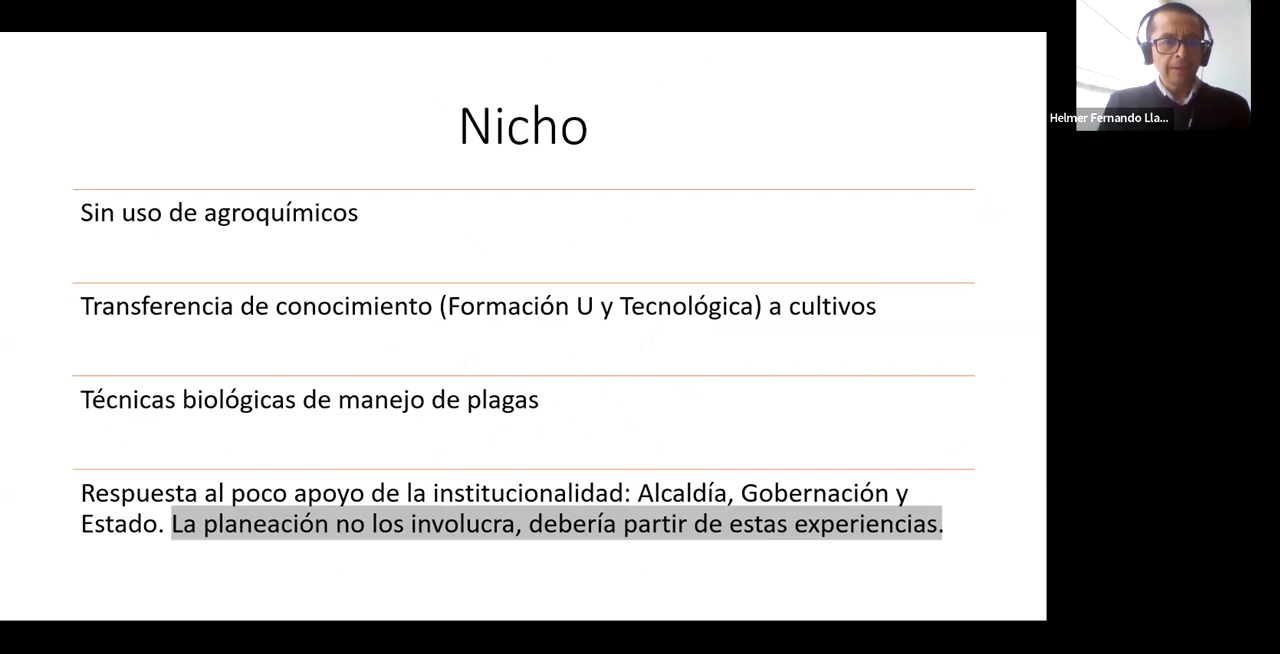 Nicho
Sin uso de agroquímicos
Transferencia de conocimiento (Formación U y Tecnológica) a cultivos
Técnicas biológicas de manejo de plagas
Respuesta al poco apoyo de la institucionalidad: Alcaldía, Gobernación y
Estado. La planeación no los involucra, debería partir de estas experiencias.
Helmer Fernando Lla...